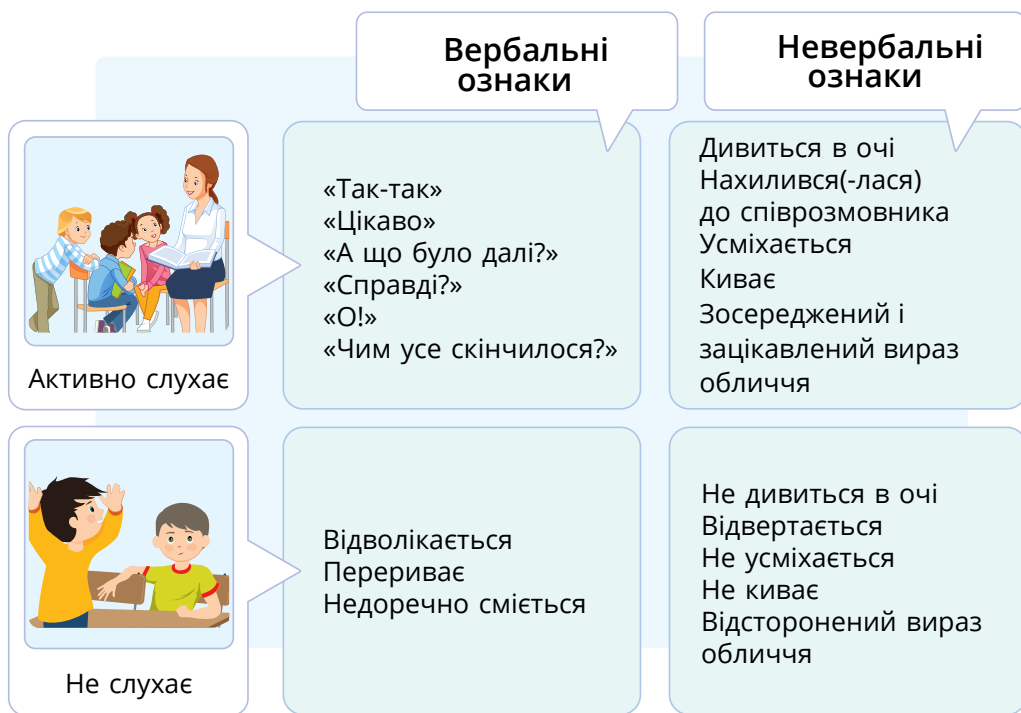 Вербальні
ознаки
Невербальні
ознаки
Активно слухає
«Так-так»
«Цікаво»
«А що було далі?»
«Справді?»
«О!»
«Чим усе скінчилося?»
Дивиться в очі
Нахилився(-лася)
до співрозмовника
Усміхається
Киває
Зосереджений і
зацікавлений вираз
обличчя
Не слухає
Відволікається
Перериває
Недоречно сміється
Не дивиться в очі
Відвертається
Не усміхається
Не киває
Відсторонений вираз
обличчя